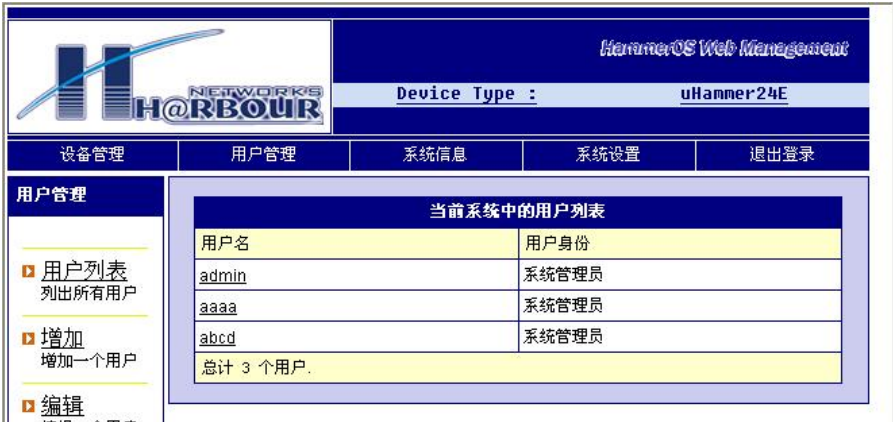 HammerOS Web Management
NETWORKS
H@RBOUR
Device Type : uHammer24E
设备管理 用户管理 系统信息 系统设置 退出登录
用户管理
当前系统中的用户列表
用户名 用户身份
用户列表
列出所有用户
admin 系统管理员
aaaa 系统管理员
增加
增加一个用户
abcd 系统管理员
总计 3 个用户.
编辑